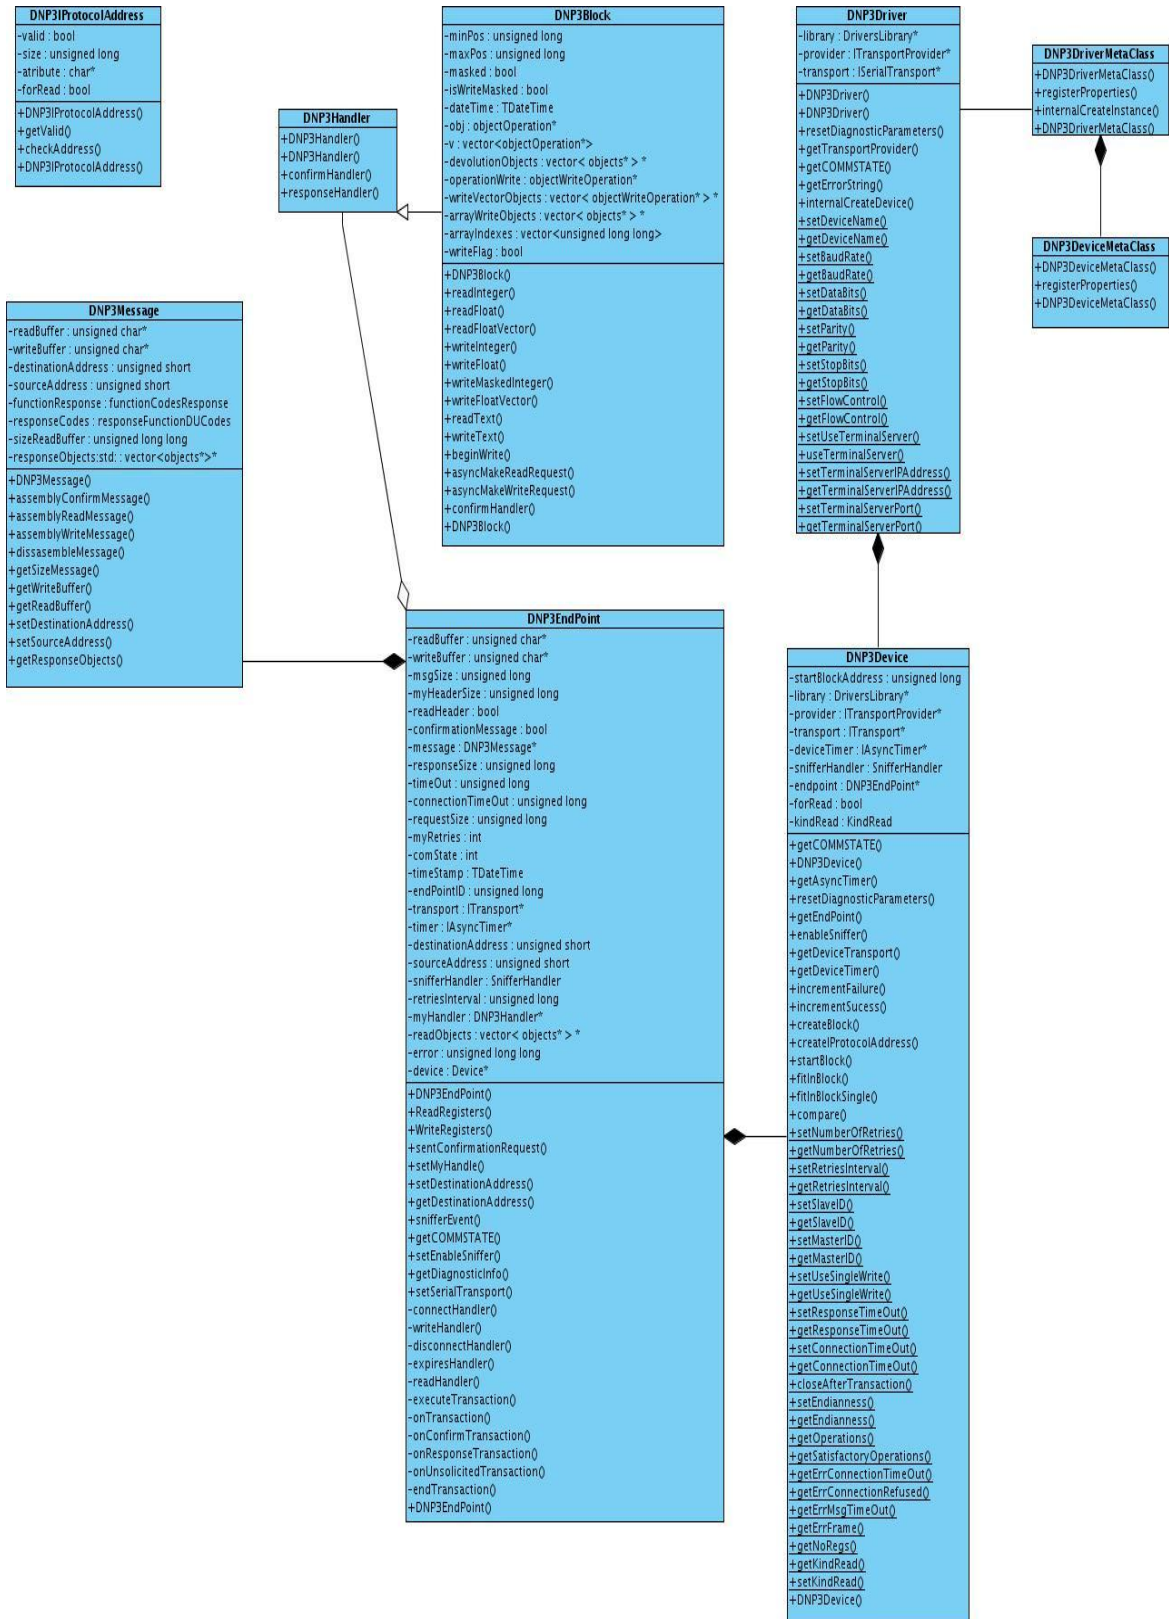 DNP3IProtocolAddress
-valid : bool
-size : unsigned long
-atribute : char*
-forRead : bool
+DNP3IProtocolAddress()
+getValid()
+checkAddress()
+DNP3IProtocolAddress()
DNP3Handler
+DNP3Handler()
+DNP3Handler()
+confirmHandler()
+responseHandler()
DNP3Block
-minPos : unsigned long
-maxPos : unsigned long
-masked : bool
-isWriteMasked : bool
-dateTime : TDateTime
-obj : objectOperation*
-v : vector<objectOperation*>
-devolutionObjects : vector< objects* > *
-operationWrite : objectWriteOperation*
-writeVectorObjects : vector< objectWriteOperation* > *
-arrayWriteObjects : vector< objects* > *
-arrayIndexes : vector<unsigned long long>
-writeFlag : bool
+DNP3Block()
+readInteger()
+readFloat()
+readFloatVector()
+writeInteger()
+writeFloat()
+writeMaskedInteger()
+writeFloatVector()
+readText()
+writeText()
+beginWrite()
+asyncMakeReadRequest()
+asyncMakeWriteRequest()
+confirmHandler()
+DNP3Block()
DNP3Driver
-library : DriversLibrary*
-provider : ITransportProvider*
-transport : ISerialTransport*
+DNP3Driver()
+DNP3Driver()
+resetDiagnosticParameters()
+getTransportProvider()
+getCOMMSTATE()
+getErrorString()
+internalCreateDevice()
+setDeviceName()
+getDeviceName()
+setBaudRate()
+getBaudRate()
+setDataBits()
+getDataBits()
+setParity()
+getParity()
+setStopBits()
+getStopBits()
+setFlowControl()
+getFlowControl()
+setUseTerminalServer()
+useTerminalServer()
+setTerminalServerIPAddress()
+getTerminalServerIPAddress()
+setTerminalServerPort()
+getTerminalServerPort()
DNP3DriverMetaClass
+DNP3DriverMetaClass()
+registerProperties()
+internalCreateInstance()
+DNP3DriverMetaClass()
DNP3DeviceMetaClass
+DNP3DeviceMetaClass()
+registerProperties()
+DNP3DeviceMetaClass()
DNP3Message
-readBuffer : unsigned char*
-writeBuffer : unsigned char*
-destinationAddress : unsigned short
-sourceAddress : unsigned short
-functionResponse : functionCodesResponse
-responseCodes : responseFunctionDUCodes
-sizeReadBuffer : unsigned long long
-responseObjects:std: : vector<objects*>*
+DNP3Message()
+assemblyConfirmMessage()
+assemblyReadMessage()
+assemblyWriteMessage()
+dissasembleMessage()
+getSizeMessage()
+getWriteBuffer()
+getReadBuffer()
+setDestinationAddress()
+setSourceAddress()
+getResponseObjects()
DNP3EndPoint
-readBuffer : unsigned char*
-writeBuffer : unsigned char*
-msgSize : unsigned long
-myHeaderSize : unsigned long
-readHeader : bool
-confirmationMessage : bool
-message : DNP3Message*
-responseSize : unsigned long
-timeOut : unsigned long
-connectionTimeOut : unsigned long
-requestSize : unsigned long
-myRetries : int
-comState : int
-timeStamp : TDateTime
-endPointID : unsigned long
-transport : ITransport*
-timer : IAsyncTimer*
-destinationAddress : unsigned short
-sourceAddress : unsigned short
-snifferHandler : SnifferHandler
-retriesInterval : unsigned long
-myHandler : DNP3Handler*
-readObjects : vector< objects* > *
-error : unsigned long long
-device : Device*
+DNP3EndPoint()
+ReadRegisters()
+WriteRegisters()
+sentConfirmationRequest()
+setMyHandle()
+setDestinationAddress()
+getDestinationAddress()
+snifferEvent()
+getCOMMSTATE()
+setEnableSniffer()
+getDiagnosticInfo()
+setSerialTransport()
-connectHandler()
-writeHandler()
-disconnectHandler()
-expiresHandler()
-readHandler()
-executeTransaction()
-onTransaction()
-onConfirmTransaction()
-onResponseTransaction()
-onUnsolicitedTransaction()
-endTransaction()
+DNP3EndPoint()
DNP3Device
-startBlockAddress : unsigned long
-library : DriversLibrary*
-provider : ITransportProvider*
-transport : ITransport*
-deviceTimer : IAsyncTimer*
-snifferHandler : SnifferHandler
-endpoint : DNP3EndPoint*
-forRead : bool
-kindRead : KindRead
+getCOMMSTATE()
+DNP3Device()
+getAsyncTimer()
+resetDiagnosticParameters()
+getEndPoint()
+enableSniffer()
+getDeviceTransport()
+getDeviceTimer()
+incrementFailure()
+incrementSucess()
+createBlock()
+createIProtocolAddress()
+startBlock()
+fitInBlock()
+fitInBlockSingle()
+compare()
+setNumberOfRetries()
+getNumberOfRetries()
+setRetriesInterval()
+getRetriesInterval()
+setSlaveID()
+getSlaveID()
+setMasterID()
+getMasterID()
+setUseSingleWrite()
+getUseSingleWrite()
+setResponseTimeOut()
+getResponseTimeOut()
+setConnectionTimeOut()
+getConnectionTimeOut()
+closeAfterTransaction()
+setEndianness()
+getEndianness()
+getOperations()
+getSatisfactoryOperations()
+getErrConnectionTimeOut()
+getErrConnectionRefused()
+getErrMsgTimeOut()
+getErrFrame()
+getNoRegs()
+getKindRead()
+setKindRead()
+DNP3Device()